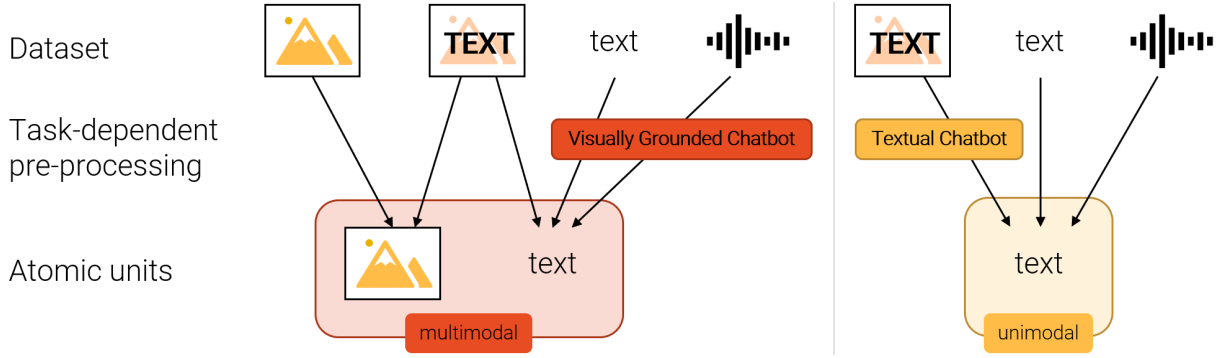 Dataset
TEXT
text
TEXT
text
Task-dependent
pre-processing
Visually Grounded Chatbot
Textual Chatbot
Atomic units
text
text
multimodal
unimodal